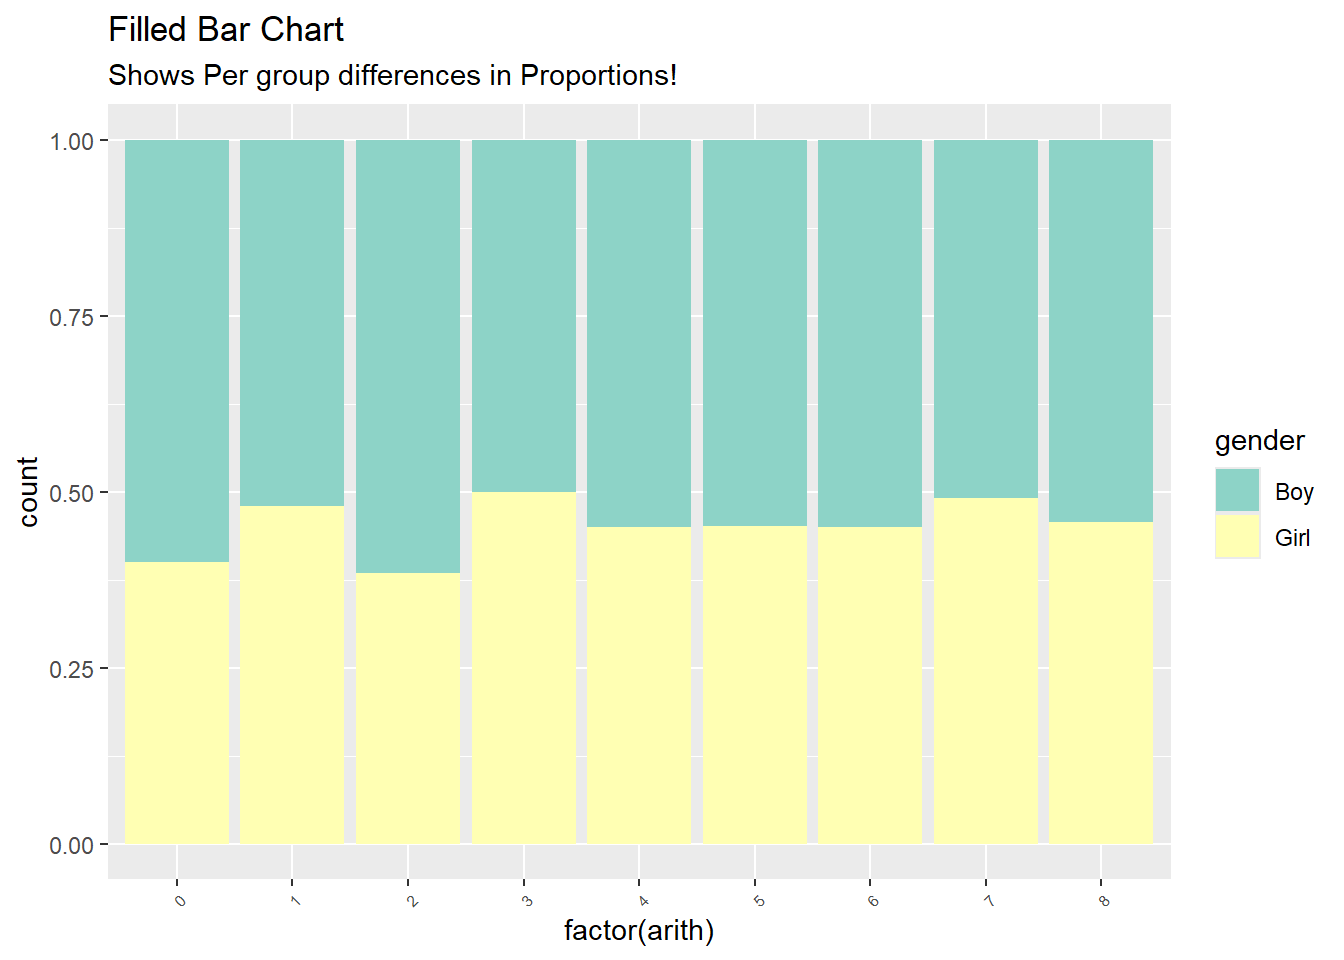 Filled Bar Chart
Shows Per group differences in Proportions!
1.00
0.75
0.50
0.25
0.00
count
0 1 2 3 4 5 6 7 8
factor(arith)
gender
Boy
Girl